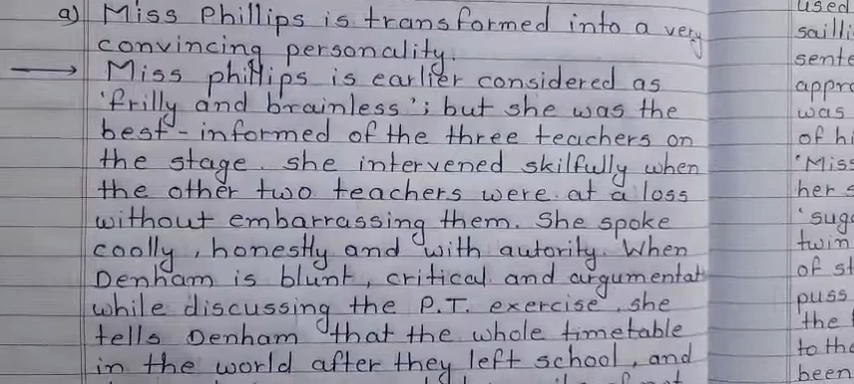 a) Miss Phillips is transformed into a very
convincing personality.
Miss phillips is earlier considered as
'frilly and brainless'; but she was the
best-informed of the three teachers on
the stage. she intervened skilfully when
the other two teachers were at a loss
without embarrassing them. She spoke
coolly, honestly and with autority. When
Denham is blunt, critical and argumentat
while discussing the P.T. exercise, she
tells Denham that the whole timetable
in the world after they left school, and
used
sailli
sente
appro
was
of hi
'Miss
her s
'sugg
twin
of st
puss
the
to the
been